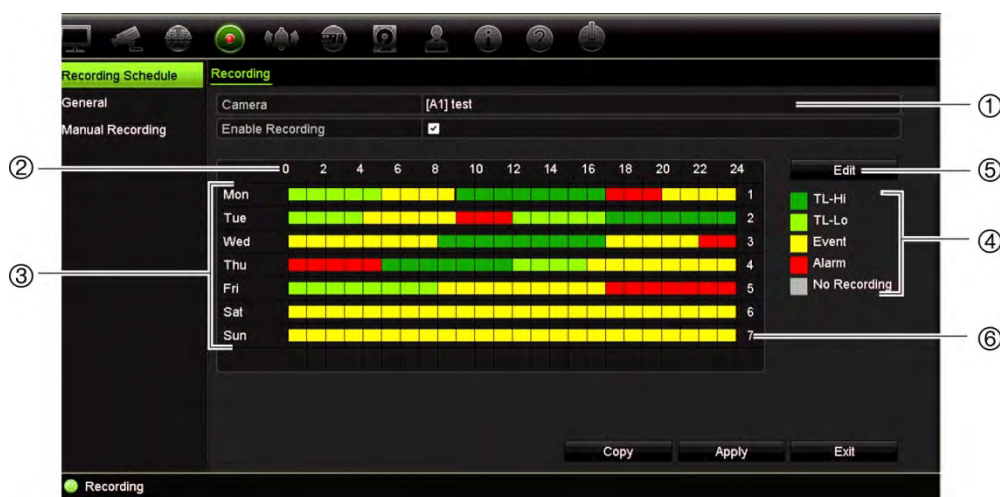 Recording Schedule
General
Manual Recording
Recording
Camera [A1] test
Enable Recording
①
② 0 2 4 6 8 10 12 14 16 18 20 22 24
Edit ⑤
Mon 1
Tue 2
Wed 3
Thu 4
Fri 5
Sat 6
Sun 7
③
TL-Hi
TL-Lo
Event
Alarm
No Recording
④
⑥
Copy Apply Exit
? Recording